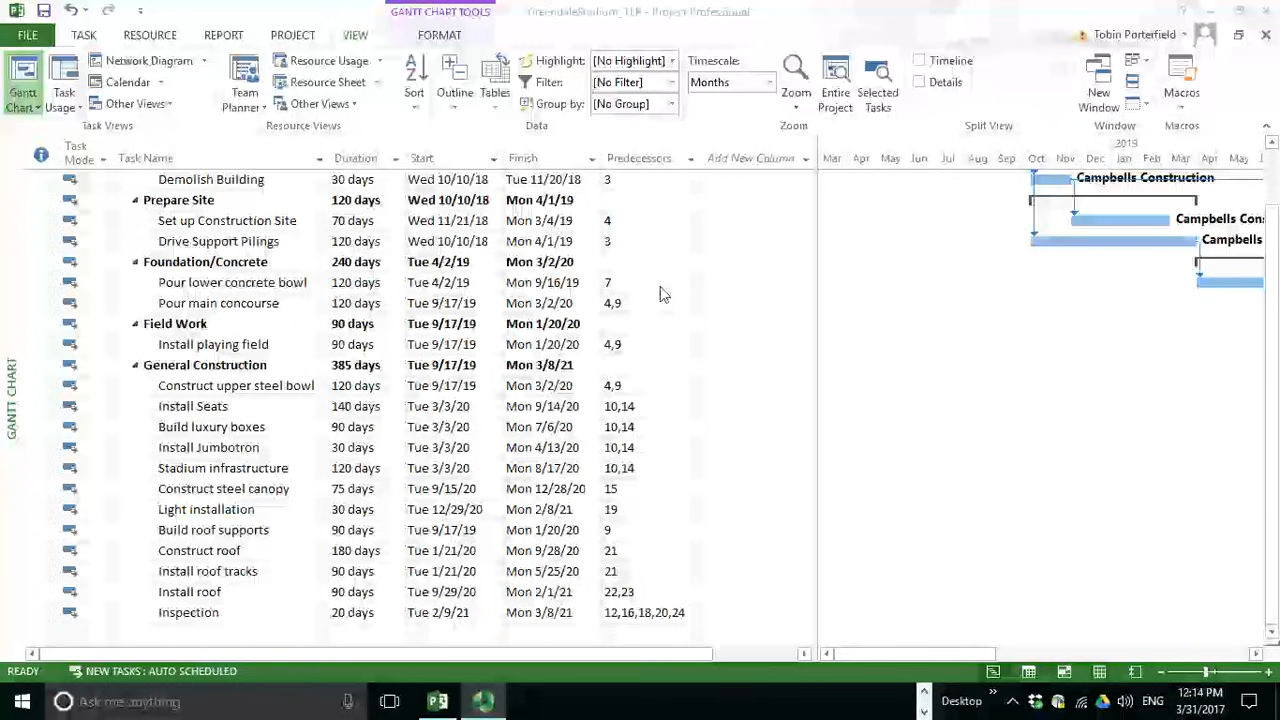 GANTT CHART TOOLS GreendaleStadium_TLF - Project Professional
FILE TASK RESOURCE REPORT PROJECT VIEW FORMAT Tobin Porterfield
Network Diagram Resource Usage Highlight: [No Highlight] Timescale: Timeline
Gantt Chart Task Usage Calendar Team Planner Resource Sheet Sort Outline Tables Filter: [No Filter] Months Zoom Entire Project Selected Tasks Details New Window Macros
Other Views Other Views Group by: [No Group]
Task Views Resource Views Data Zoom Split View Window Macros
2019
Task Mode Task Name Duration Start Finish Predecessors Add New Column Mar Apr May Jun Jul Aug Sep Oct Nov Dec Jan Feb Mar Apr May Ju
Demolish Building 30 days Wed 10/10/18 Tue 11/20/18 3 Campbells Construction
Prepare Site 120 days Wed 10/10/18 Mon 4/1/19
Set up Construction Site 70 days Wed 11/21/18 Mon 3/4/19 4 Campbells Cons
Drive Support Pilings 120 days Wed 10/10/18 Mon 4/1/19 3 Campbells
Foundation/Concrete 240 days Tue 4/2/19 Mon 3/2/20
Pour lower concrete bowl 120 days Tue 4/2/19 Mon 9/16/19 7
Pour main concourse 120 days Tue 9/17/19 Mon 3/2/20 4,9
Field Work 90 days Tue 9/17/19 Mon 1/20/20
Install playing field 90 days Tue 9/17/19 Mon 1/20/20 4,9
General Construction 385 days Tue 9/17/19 Mon 3/8/21
Construct upper steel bowl 120 days Tue 9/17/19 Mon 3/2/20 4,9
Install Seats 140 days Tue 3/3/20 Mon 9/14/20 10,14
Build luxury boxes 90 days Tue 3/3/20 Mon 7/6/20 10,14
Install Jumbotron 30 days Tue 3/3/20 Mon 4/13/20 10,14
Stadium infrastructure 120 days Tue 3/3/20 Mon 8/17/20 10,14
Construct steel canopy 75 days Tue 9/15/20 Mon 12/28/20 15
Light installation 30 days Tue 12/29/20 Mon 2/8/21 19
Build roof supports 90 days Tue 9/17/19 Mon 1/20/20 9
Construct roof 180 days Tue 1/21/20 Mon 9/28/20 21
Install roof tracks 90 days Tue 1/21/20 Mon 5/25/20 21
Install roof 90 days Tue 9/29/20 Mon 2/1/21 22,23
Inspection 20 days Tue 2/9/21 Mon 3/8/21 12,16,18,20,24
GANTT CHART
READY NEW TASKS : AUTO SCHEDULED
Ask me anything Desktop ENG 12:14 PM
3/31/2017